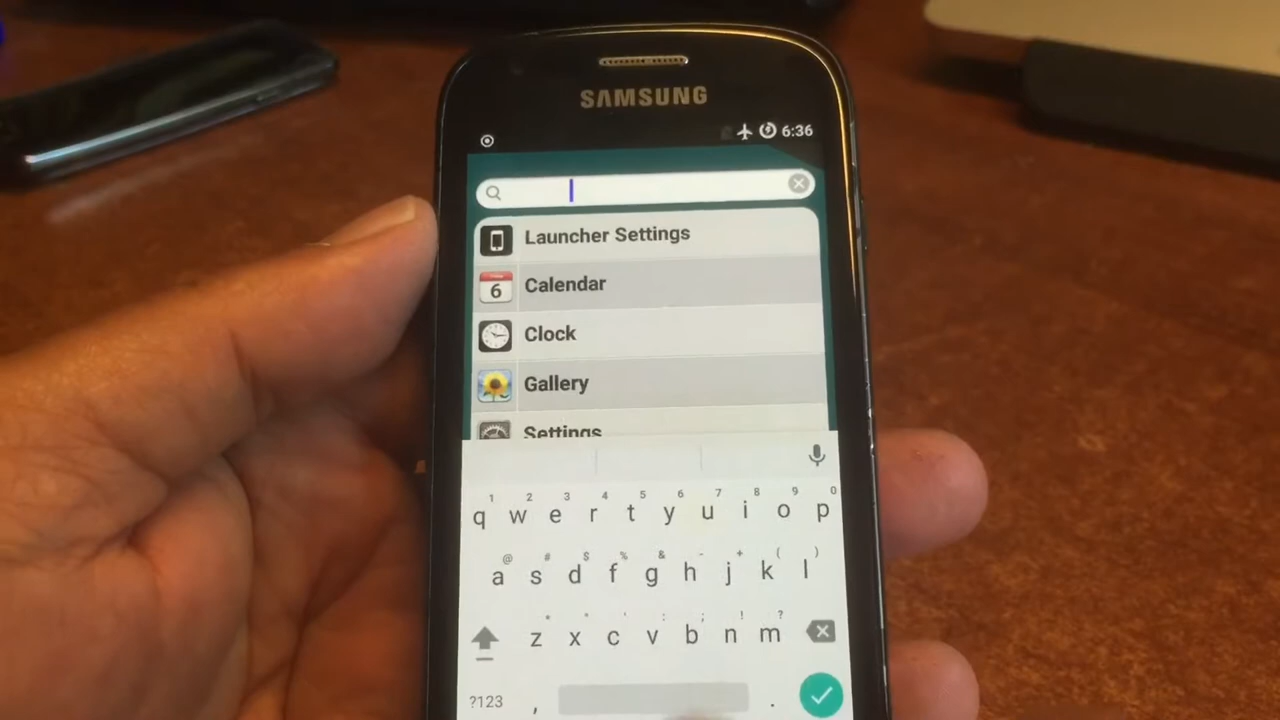 SAMSUNG
6:36
Launcher Settings
6
Calendar
Clock
Gallery
Settings
1 2 3 4 5 6 7 8 9 0
q w e r t y u i o p
@ # $ % & - + ( )
a s d f g h j k l
* " ' : ; ! ?
z x c v b n m
?123 , .